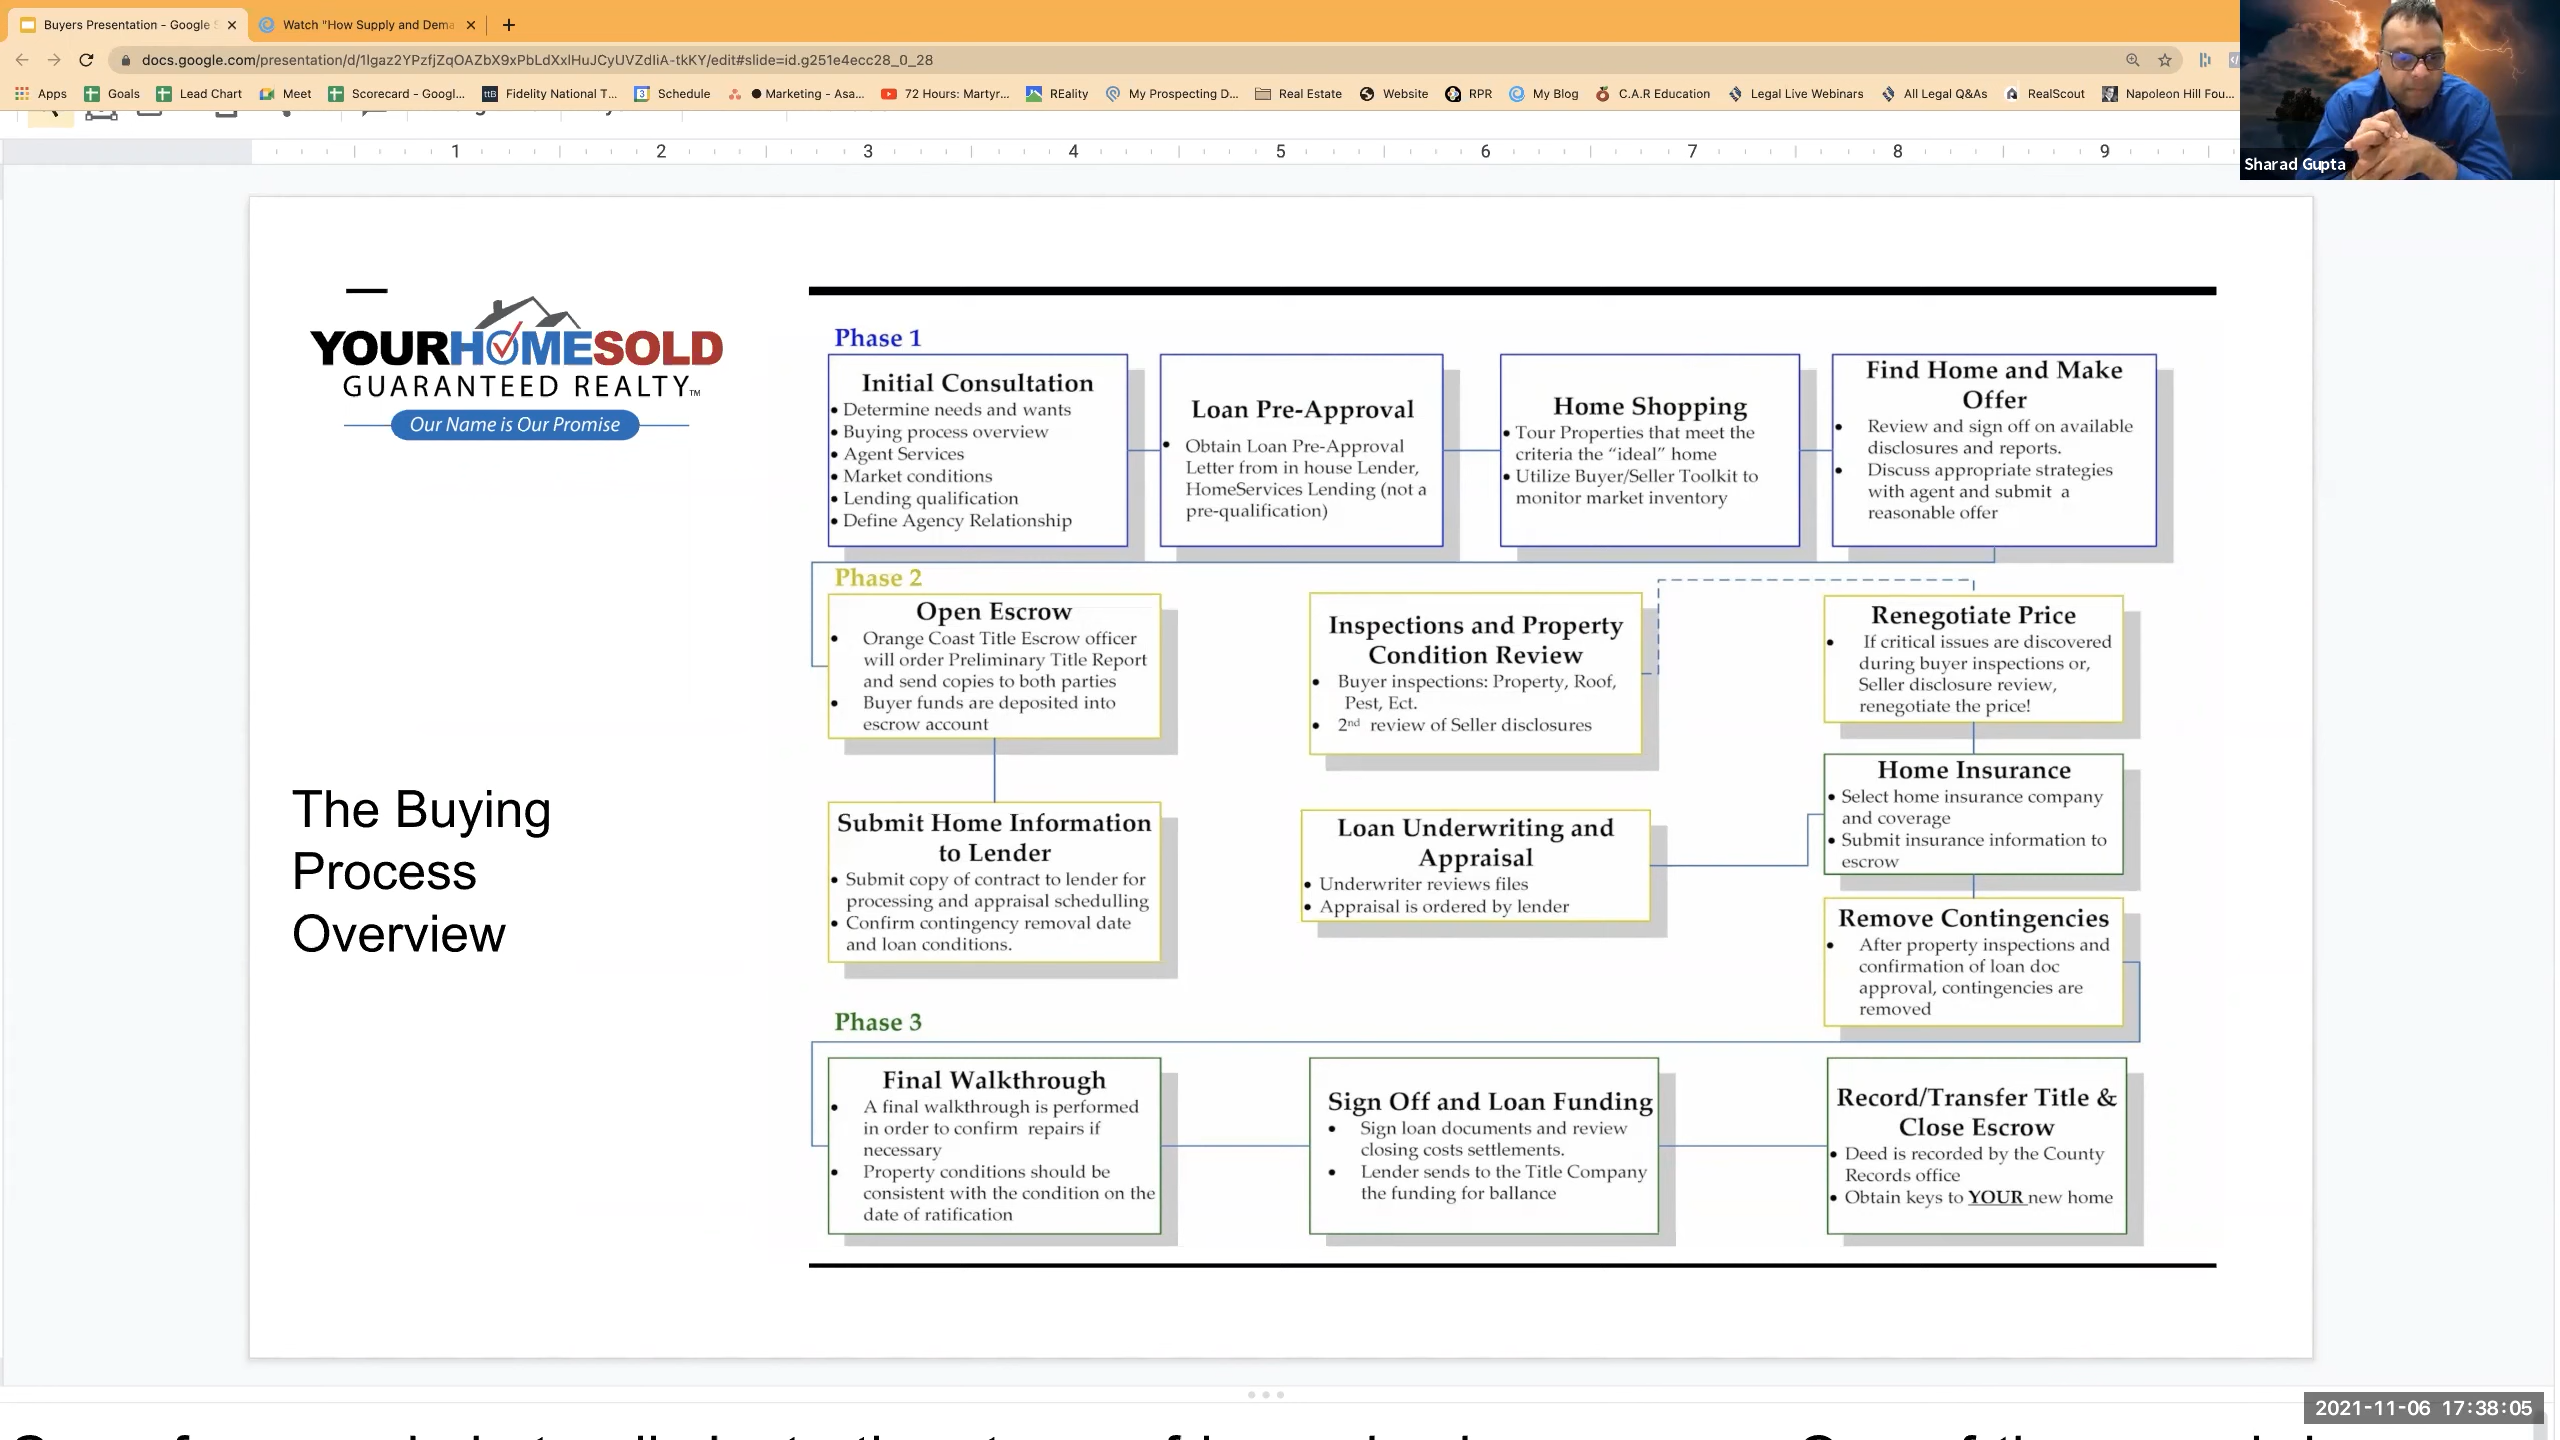 Buyers Presentation - Google S
Watch "How Supply and Dema
docs.google.com/presentation/d/1lgaz2YPzfjZqOAZbX9xPbLdXxlHuJCyUVZdIiA-tkKY/edit#slide=id.g251e4ecc28_0_28
Apps
Goals
Lead Chart
Meet
Scorecard - Googl...
Fidelity National T...
Schedule
Marketing - Asa...
72 Hours: Martyr...
REality
My Prospecting D...
Real Estate
Website
RPR
My Blog
C.A.R Education
Legal Live Webinars
All Legal Q&As
RealScout
Napoleon Hill Fou...
Sharad Gupta
1 2 3 4 5 6 7 8 9
YOURHOMESOLD
GUARANTEED REALTY™
Our Name is Our Promise
The Buying
Process
Overview
Phase 1
Initial Consultation
• Determine needs and wants
• Buying process overview
• Agent Services
• Market conditions
• Lending qualification
• Define Agency Relationship
Loan Pre-Approval
• Obtain Loan Pre-Approval
Letter from in house Lender,
HomeServices Lending (not a
pre-qualification)
Home Shopping
• Tour Properties that meet the
criteria the “ideal” home
• Utilize Buyer/Seller Toolkit to
monitor market inventory
Find Home and Make
Offer
• Review and sign off on available
disclosures and reports.
• Discuss appropriate strategies
with agent and submit a
reasonable offer
Phase 2
Open Escrow
• Orange Coast Title Escrow officer
will order Preliminary Title Report
and send copies to both parties
• Buyer funds are deposited into
escrow account
Inspections and Property
Condition Review
• Buyer inspections: Property, Roof,
Pest, Ect.
• 2nd review of Seller disclosures
Renegotiate Price
• If critical issues are discovered
during buyer inspections or,
Seller disclosure review,
renegotiate the price!
Submit Home Information
to Lender
• Submit copy of contract to lender for
processing and appraisal schedulling
• Confirm contingency removal date
and loan conditions.
Loan Underwriting and
Appraisal
• Underwriter reviews files
• Appraisal is ordered by lender
Home Insurance
• Select home insurance company
and coverage
• Submit insurance information to
escrow
Remove Contingencies
• After property inspections and
confirmation of loan doc
approval, contingencies are
removed
Phase 3
Final Walkthrough
• A final walkthrough is performed
in order to confirm repairs if
necessary
• Property conditions should be
consistent with the condition on the
date of ratification
Sign Off and Loan Funding
• Sign loan documents and review
closing costs settlements.
• Lender sends to the Title Company
the funding for ballance
Record/Transfer Title &
Close Escrow
• Deed is recorded by the County
Records office
• Obtain keys to YOUR new home
2021-11-06 17:38:05